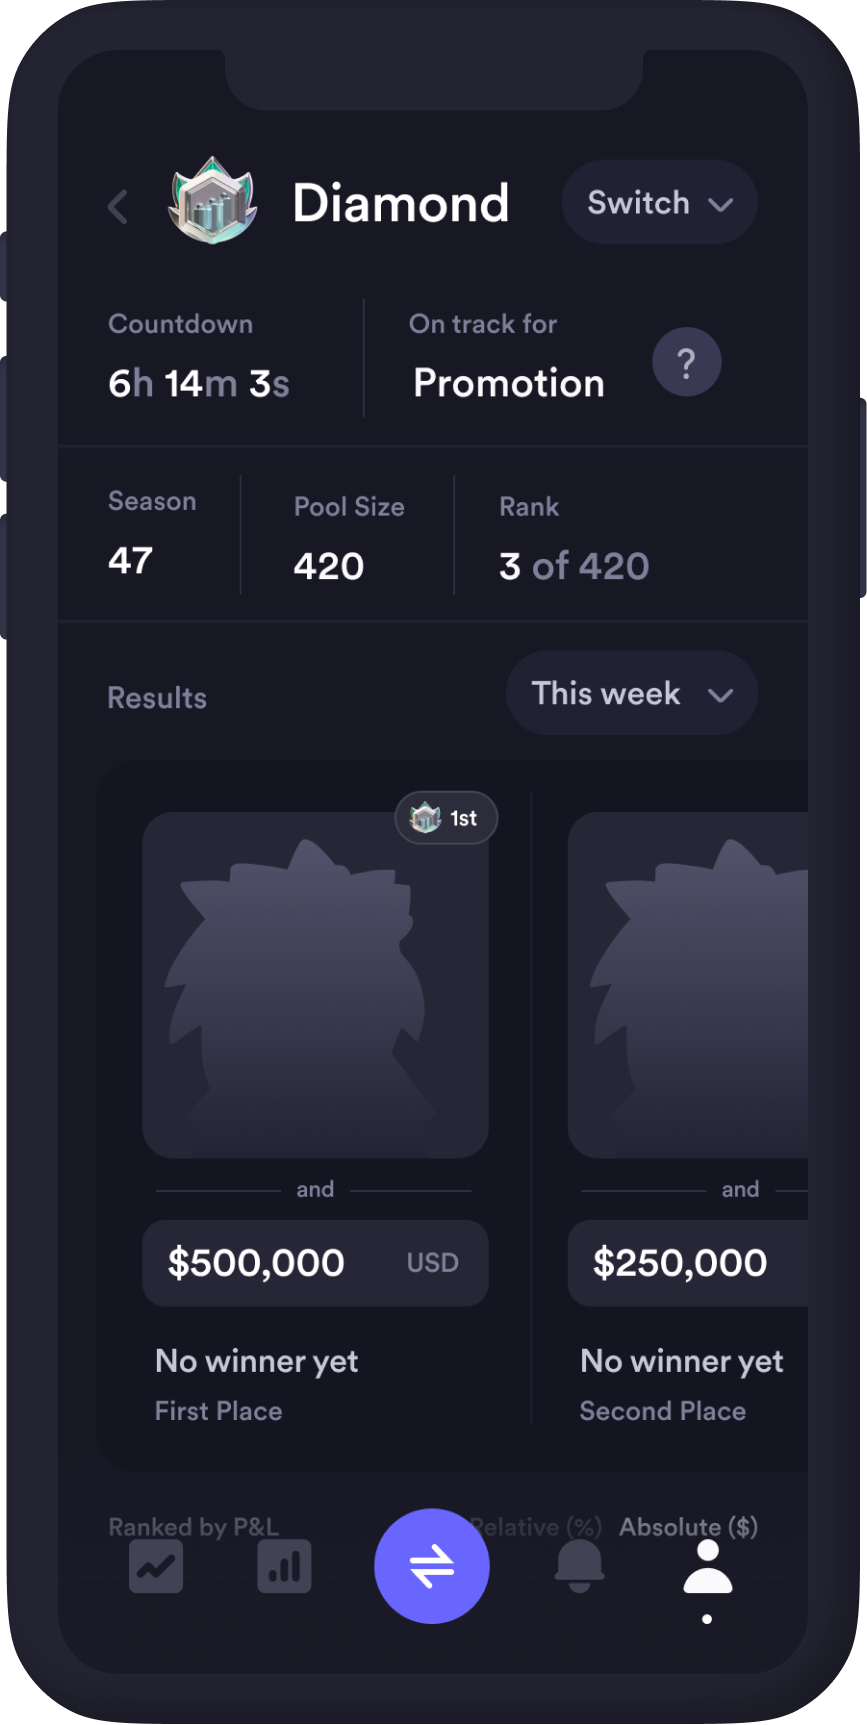 Diamond
Switch
Countdown
On track for
6h 14m 3s
Promotion
?
Season
Pool Size
Rank
47
420
3 of 420
Results
This week
1st
and
and
$500,000 USD
$250,000
No winner yet
No winner yet
First Place
Second Place
Ranked by P&L
Relative (%)
Absolute ($)